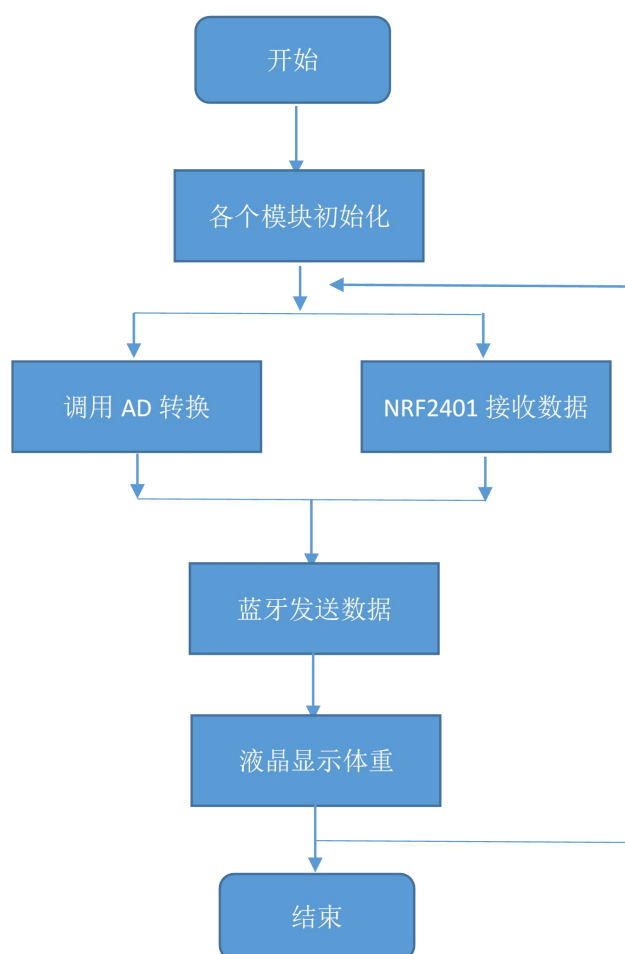 开始
各个模块初始化
调用 AD 转换
NRF2401 接收数据
蓝牙发送数据
液晶显示体重
结束